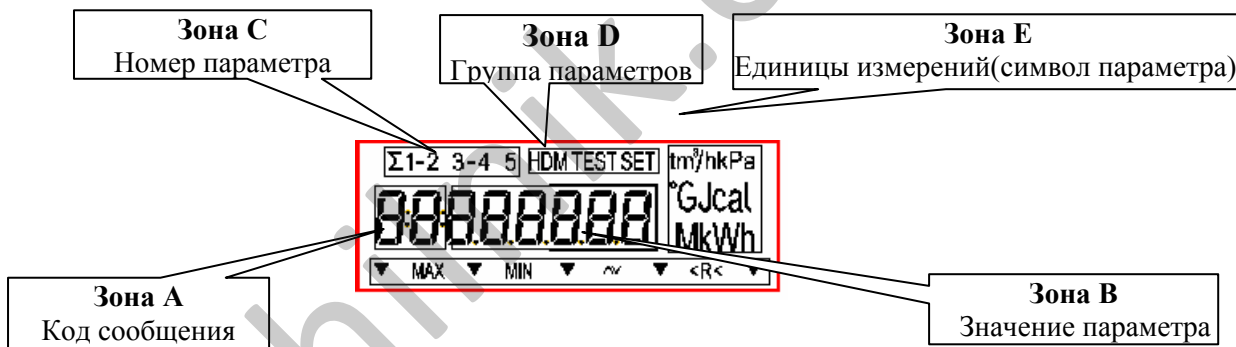 Зона C
Номер параметра
Зона D
Группа параметров
Зона E
Единицы измерений(символ параметра)
Σ1-2 3-4 5 HDM TEST SET tm³/hkPa
°GJcal
88888888
MkWh
▼ MAX ▼ MIN ▼ ~ ▼ <R< ▼
Зона A
Код сообщения
Зона B
Значение параметра